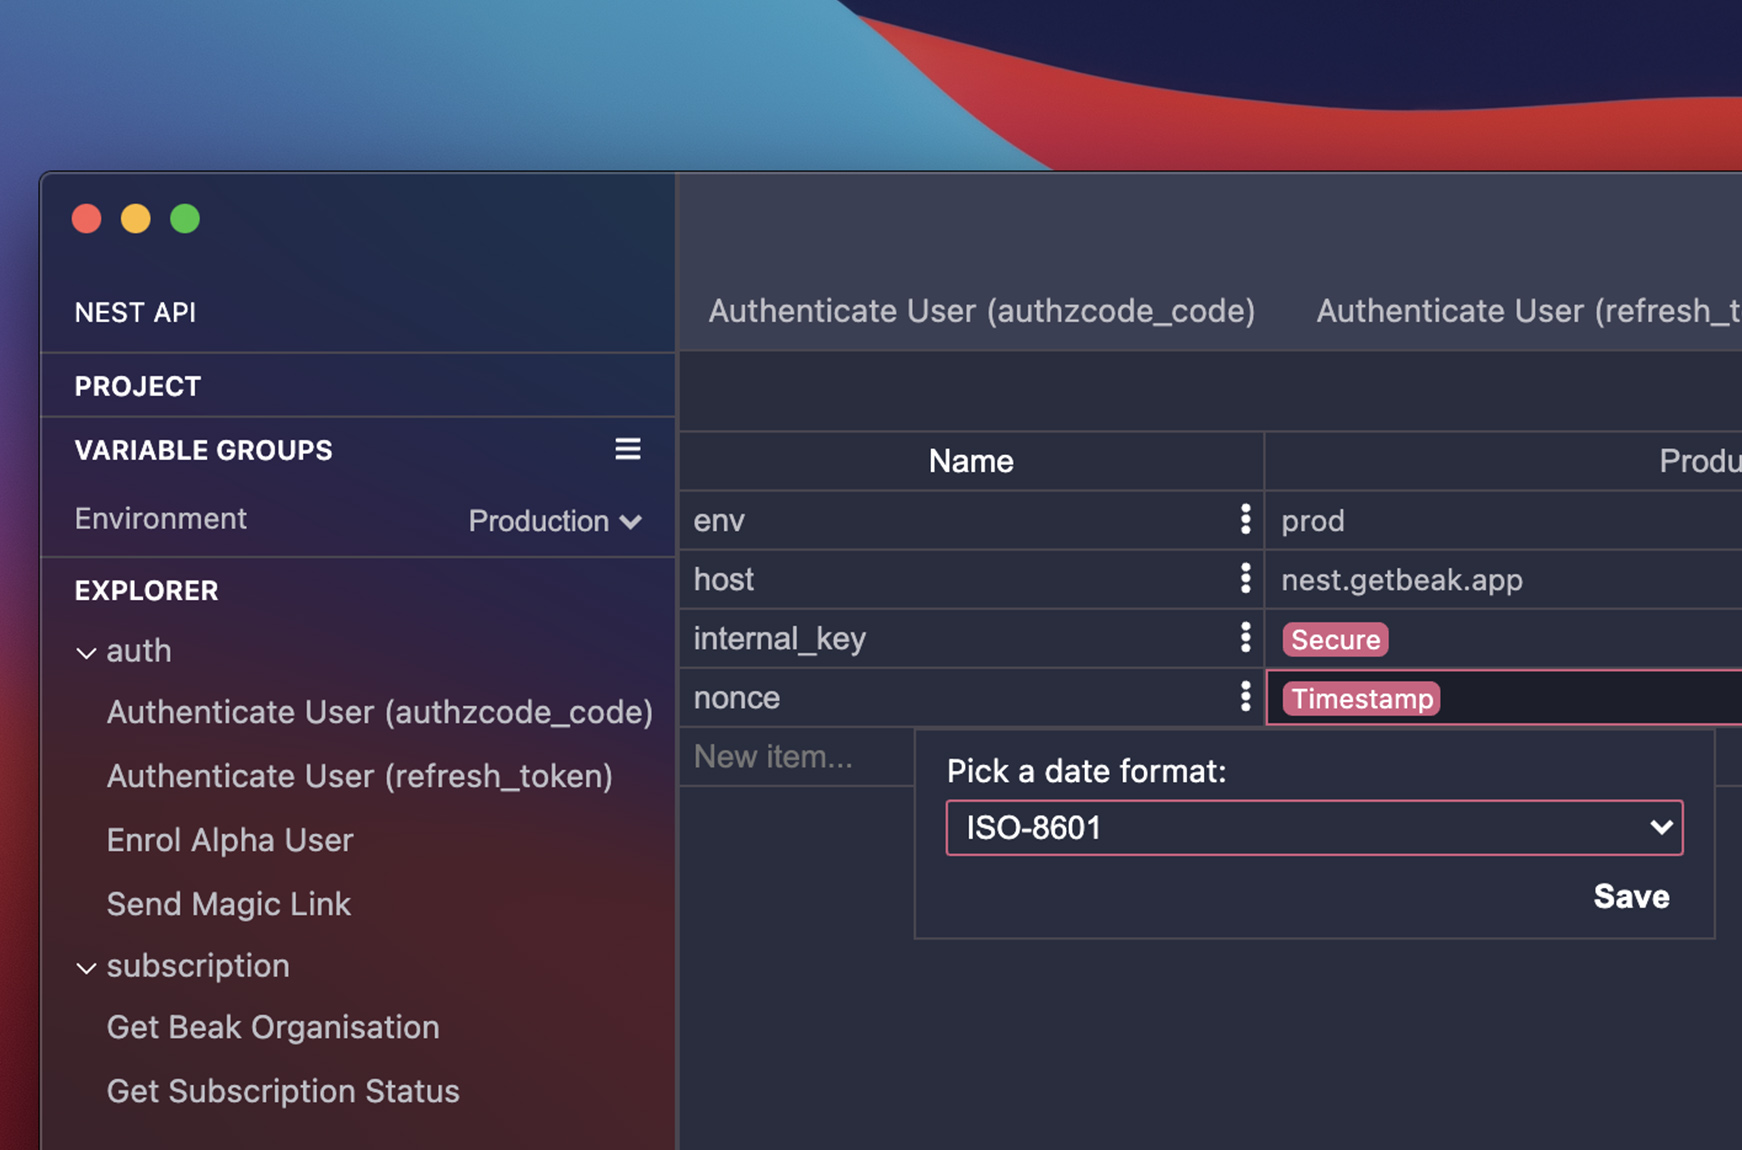 NEST API
PROJECT
VARIABLE GROUPS
Environment
Production
EXPLORER
auth
Authenticate User (authzcode_code)
Authenticate User (refresh_token)
Enrol Alpha User
Send Magic Link
subscription
Get Beak Organisation
Get Subscription Status
Authenticate User (authzcode_code)
Authenticate User (refresh_t
Name
Produ
env
prod
host
nest.getbeak.app
internal_key
Secure
nonce
Timestamp
New item...
Pick a date format:
ISO-8601
Save